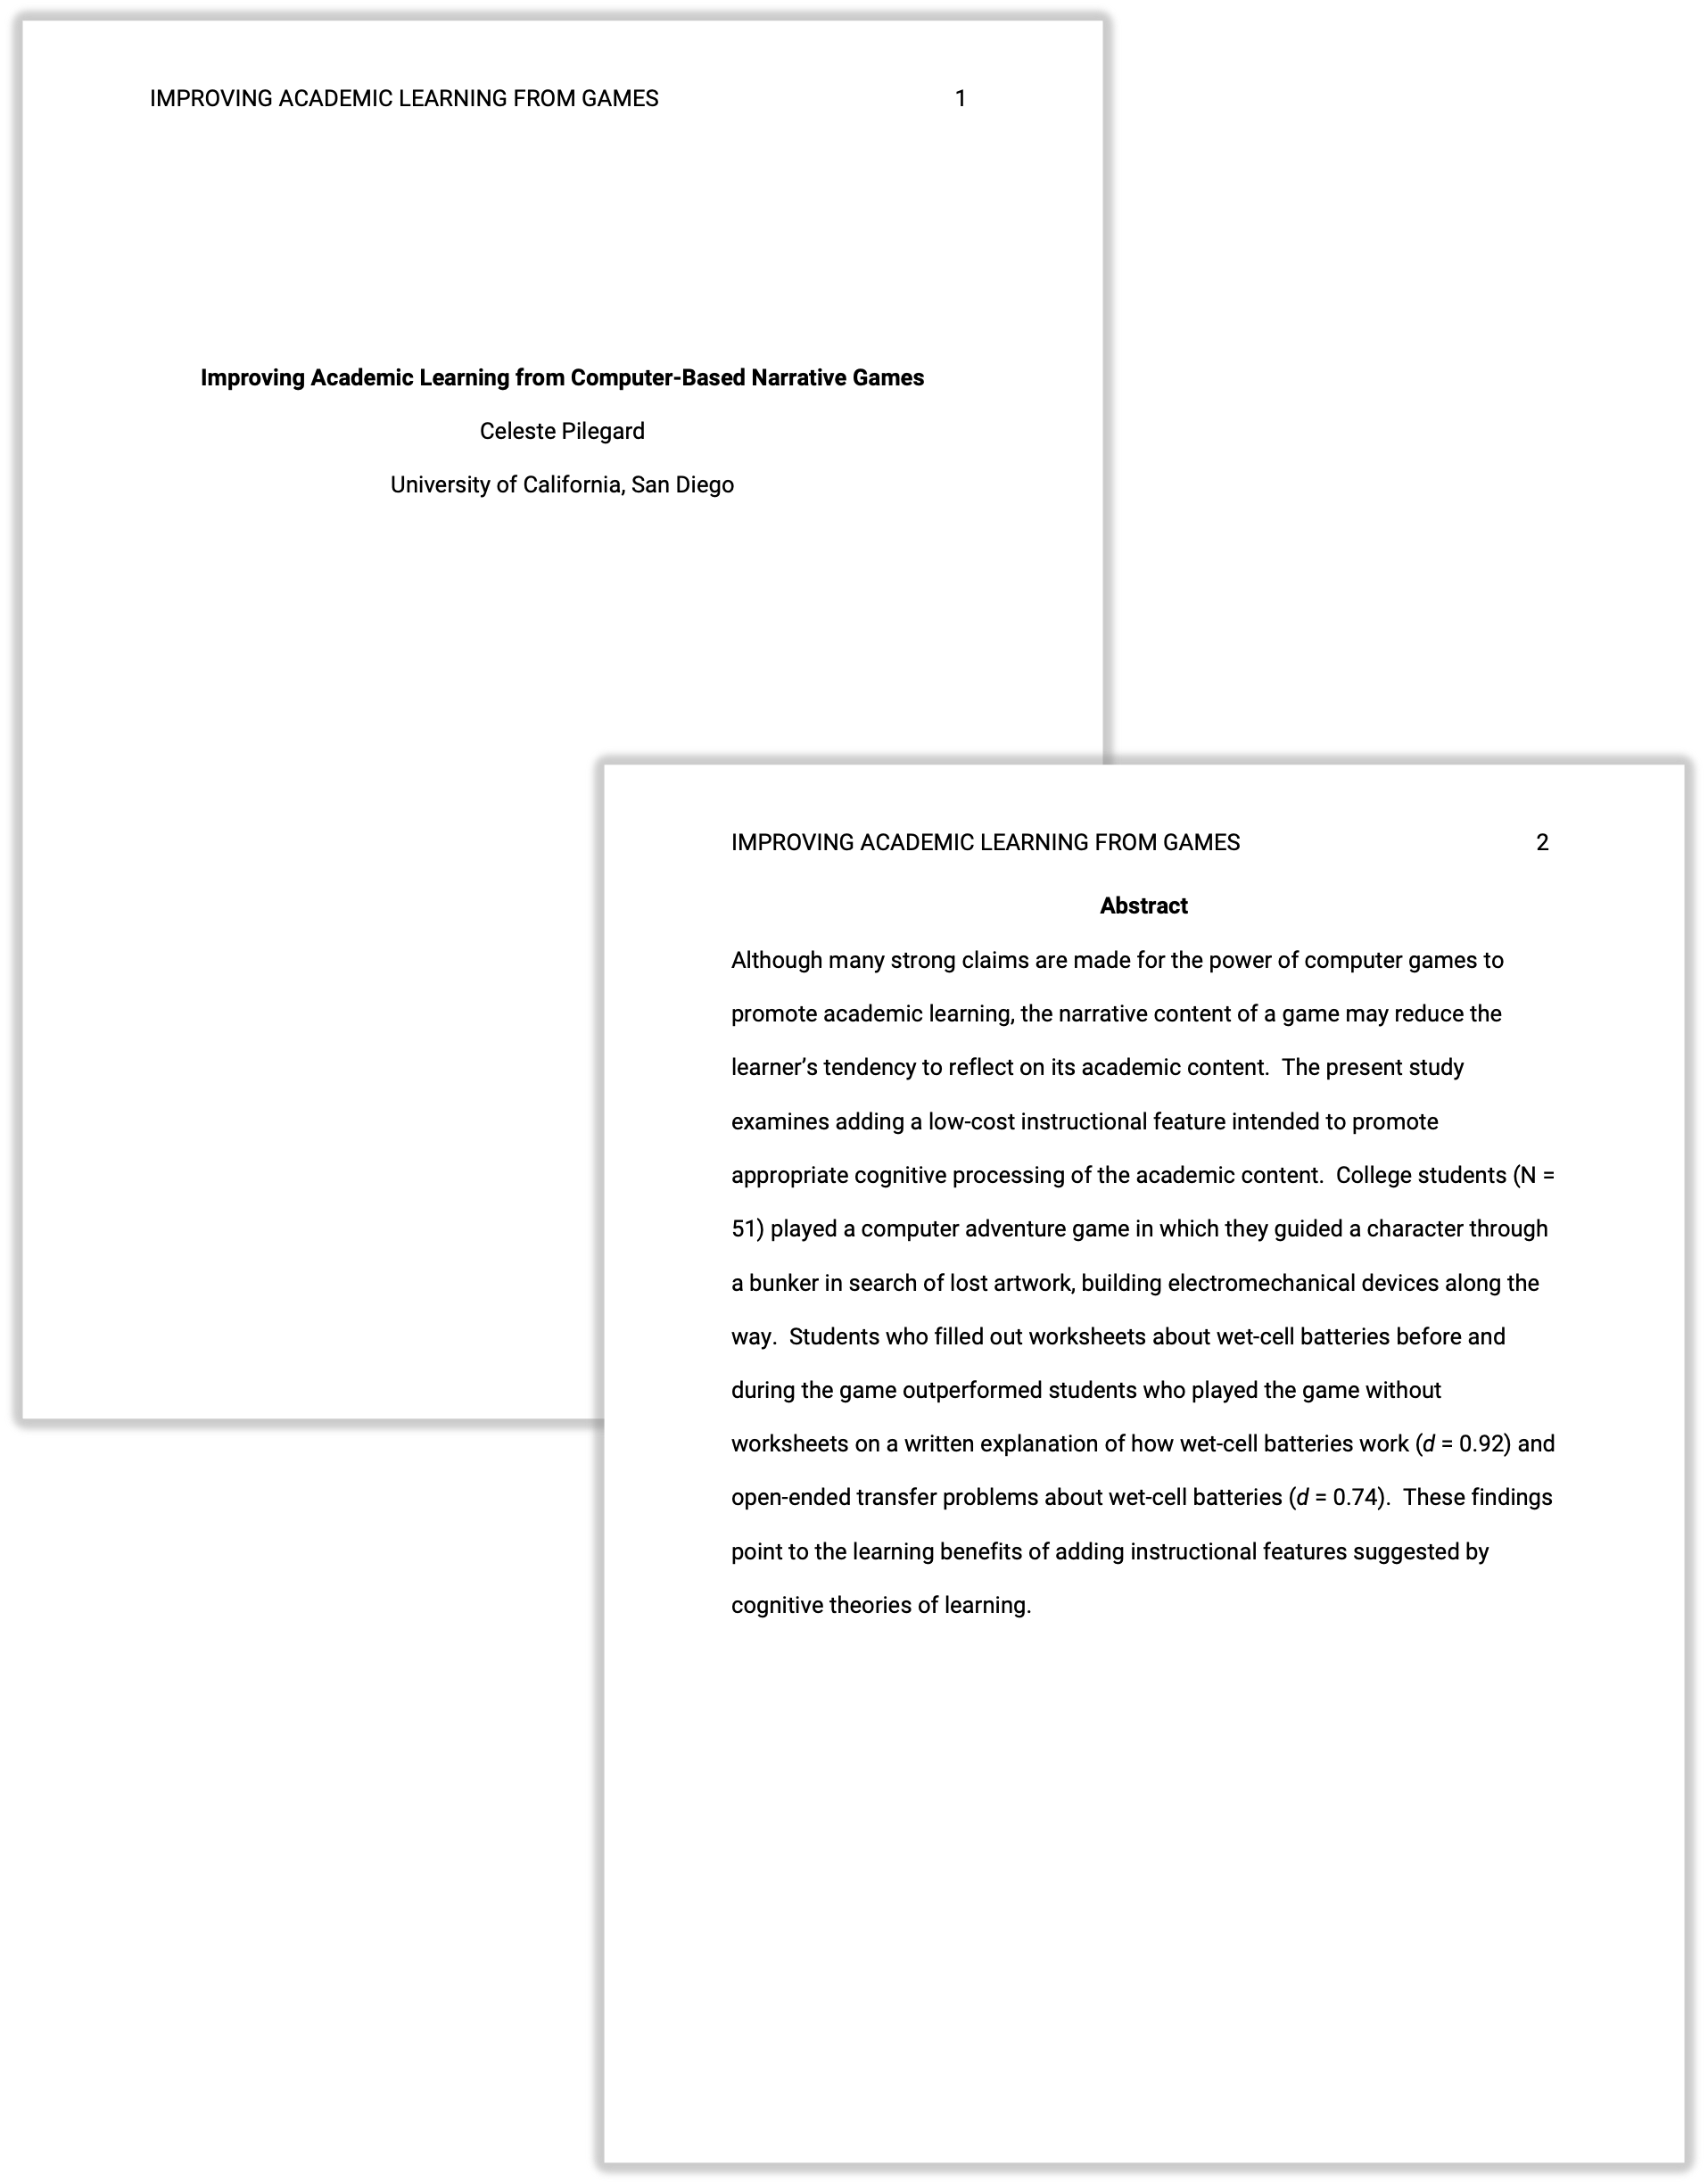 IMPROVING ACADEMIC LEARNING FROM GAMES 1
Improving Academic Learning from Computer-Based Narrative Games
Celeste Pilegard
University of California, San Diego
IMPROVING ACADEMIC LEARNING FROM GAMES 2
Abstract
Although many strong claims are made for the power of computer games to
promote academic learning, the narrative content of a game may reduce the
learner’s tendency to reflect on its academic content.  The present study
examines adding a low-cost instructional feature intended to promote
appropriate cognitive processing of the academic content.  College students (N =
51) played a computer adventure game in which they guided a character through
a bunker in search of lost artwork, building electromechanical devices along the
way.  Students who filled out worksheets about wet-cell batteries before and
during the game outperformed students who played the game without
worksheets on a written explanation of how wet-cell batteries work (d = 0.92) and
open-ended transfer problems about wet-cell batteries (d = 0.74).  These findings
point to the learning benefits of adding instructional features suggested by
cognitive theories of learning.